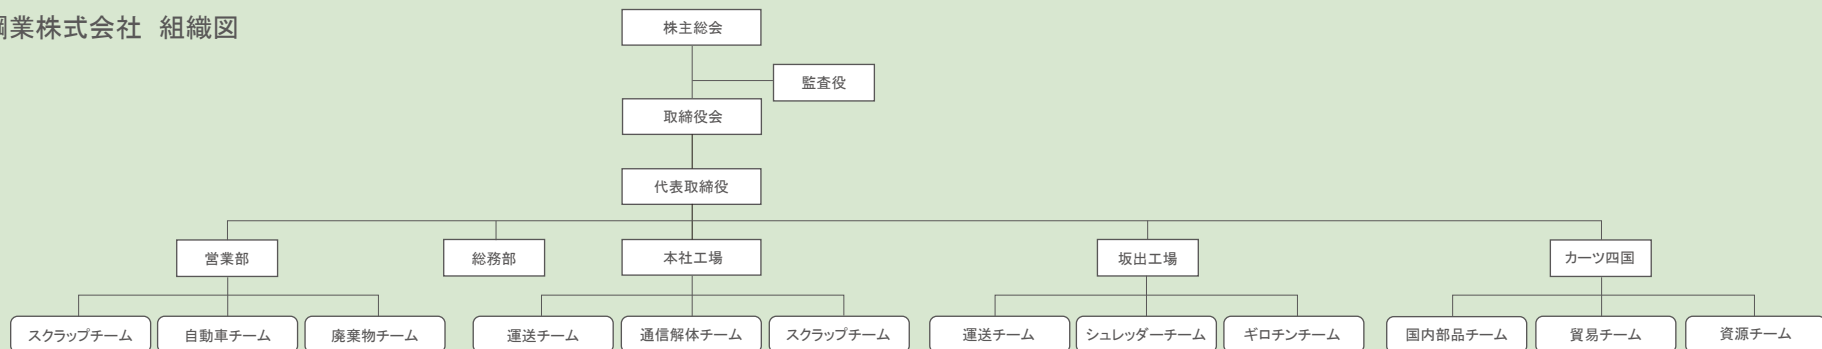 鋼業株式会社 組織図
株主総会
監査役
取締役会
代表取締役
営業部
総務部
本社工場
坂出工場
カーツ四国
スクラップチーム
自動車チーム
廃棄物チーム
運送チーム
通信解体チーム
スクラップチーム
運送チーム
シュレッダーチーム
ギロチンチーム
国内部品チーム
貿易チーム
資源チーム